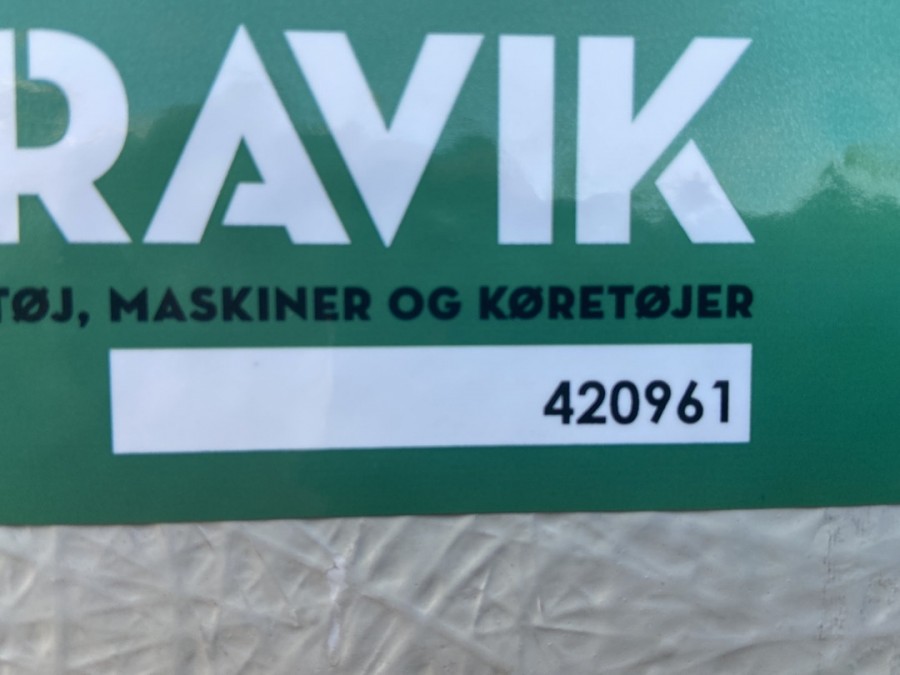 RAVIK
TØJ, MASKINER OG KØRETØJER
420961